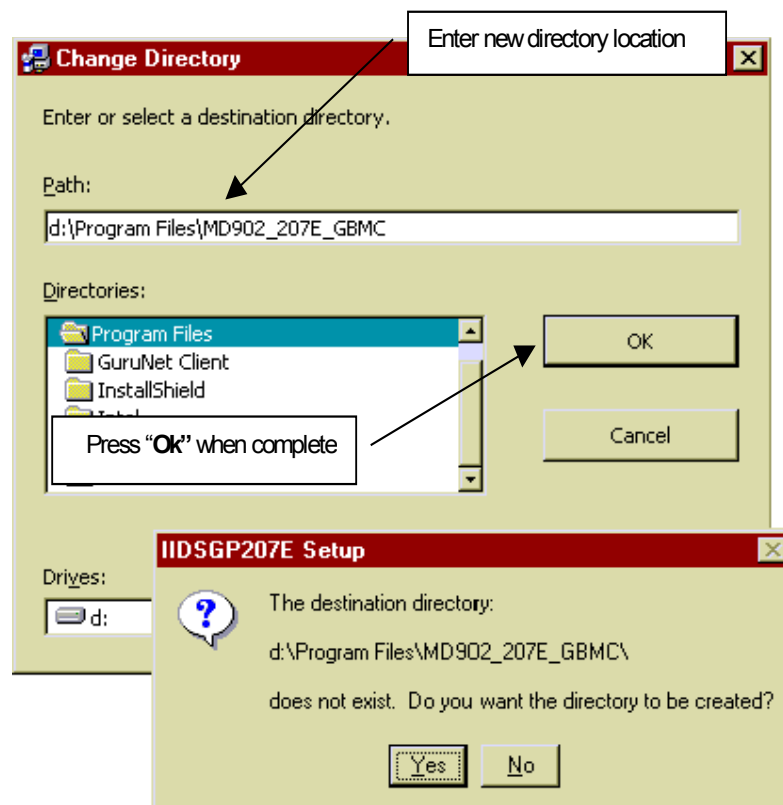 Enter new directory location
Change Directory
Enter or select a destination directory.
Path:
d:\Program Files\MD902_207E_GBMC
Directories:
Program Files
GuruNet Client
InstallShield
OK
Press “Ok” when complete
Cancel
IIDSGP207E Setup
Drives:
d:
The destination directory:
d:\Program Files\MD902_207E_GBMC\
does not exist. Do you want the directory to be created?
Yes
No